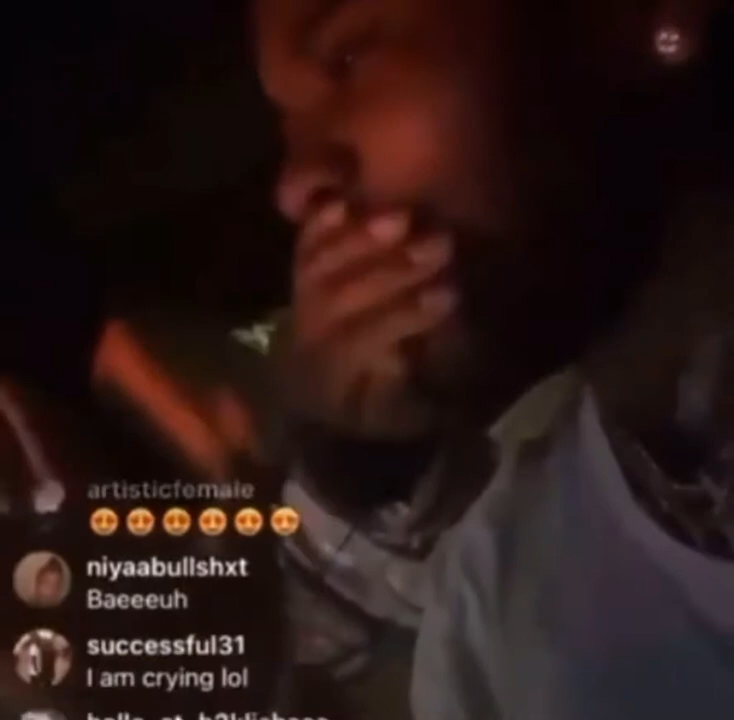 artisticfemale
😍😍😍😍😍😍
niyaabullshxt
Baeeeuh
successful31
I am crying lol